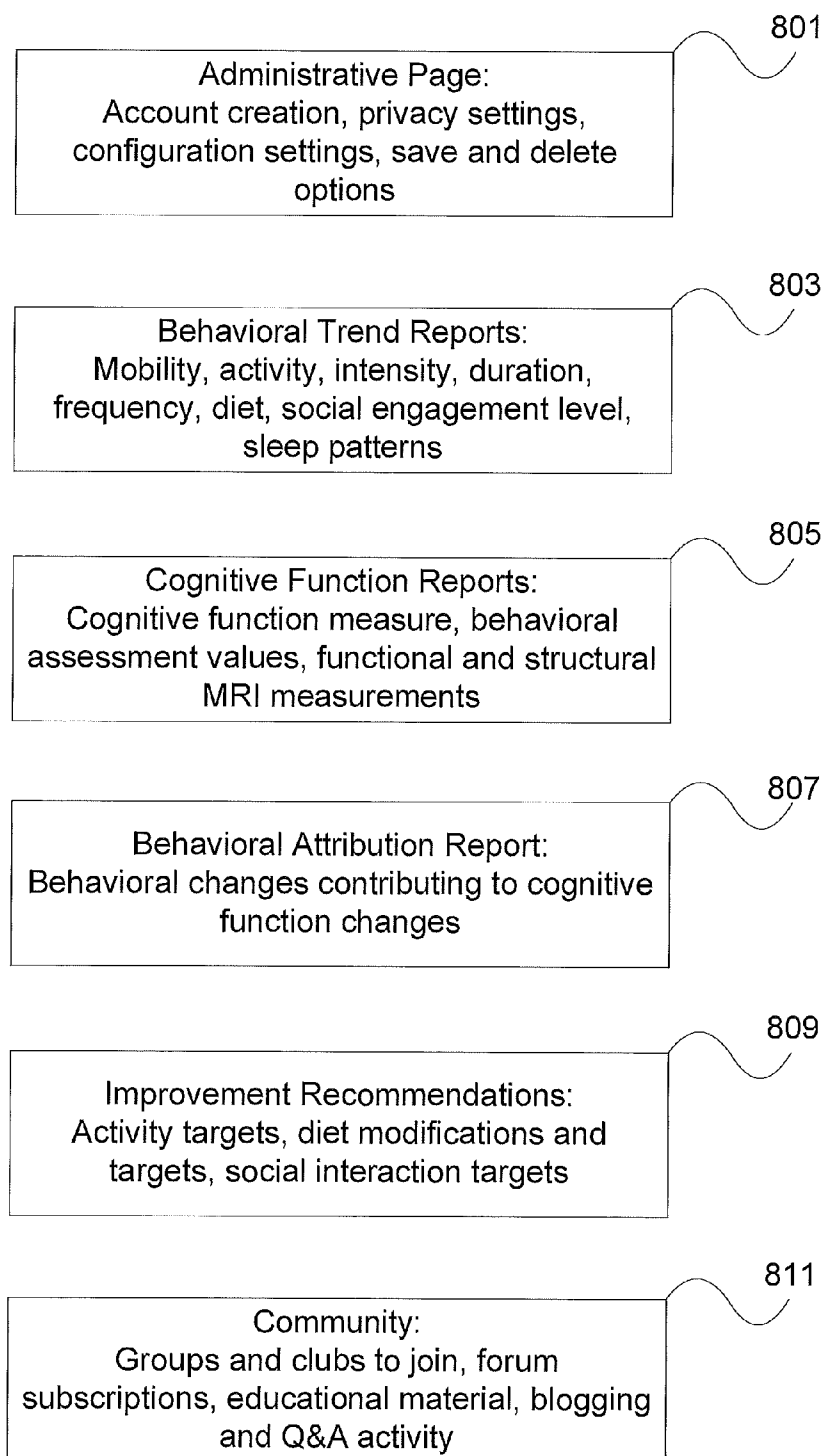 801
Administrative Page:
Account creation, privacy settings,
configuration settings, save and delete
options
803
Behavioral Trend Reports:
Mobility, activity, intensity, duration,
frequency, diet, social engagement level,
sleep patterns
805
Cognitive Function Reports:
Cognitive function measure, behavioral
assessment values, functional and structural
MRI measurements
807
Behavioral Attribution Report:
Behavioral changes contributing to cognitive
function changes
809
Improvement Recommendations:
Activity targets, diet modifications and
targets, social interaction targets
811
Community:
Groups and clubs to join, forum
subscriptions, educational material, blogging
and Q&A activity